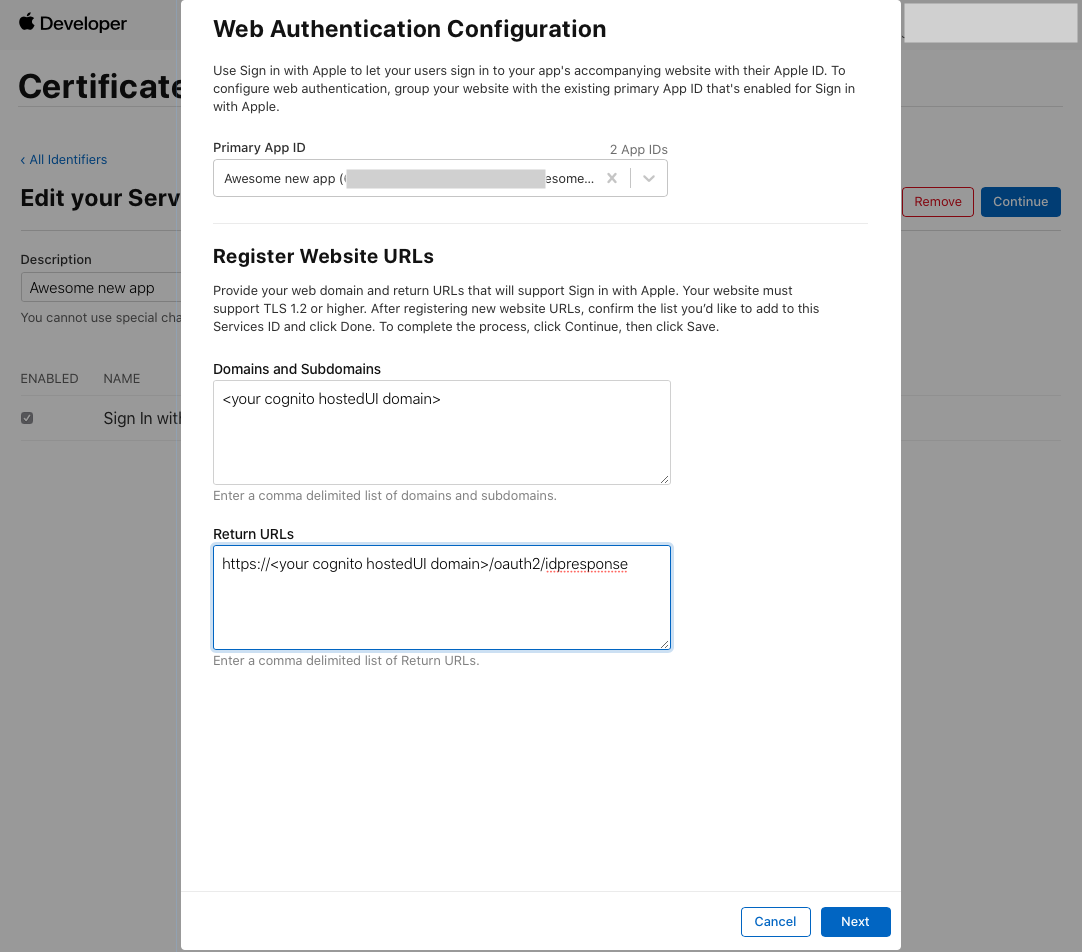 Developer
Certificate
‹ All Identifiers
Edit your Serv
Remove
Continue
Description
Awesome new app
You cannot use special cha
ENABLED NAME
Sign In with
Web Authentication Configuration
Use Sign in with Apple to let your users sign in to your app's accompanying website with their Apple ID. To
configure web authentication, group your website with the existing primary App ID that's enabled for Sign in
with Apple.
Primary App ID
2 App IDs
Awesome new app ( esome...
Register Website URLs
Provide your web domain and return URLs that will support Sign in with Apple. Your website must
support TLS 1.2 or higher. After registering new website URLs, confirm the list you’d like to add to this
Services ID and click Done. To complete the process, click Continue, then click Save.
Domains and Subdomains
<your cognito hostedUI domain>
Enter a comma delimited list of domains and subdomains.
Return URLs
https://<your cognito hostedUI domain>/oauth2/idpresponse
Enter a comma delimited list of Return URLs.
Cancel
Next